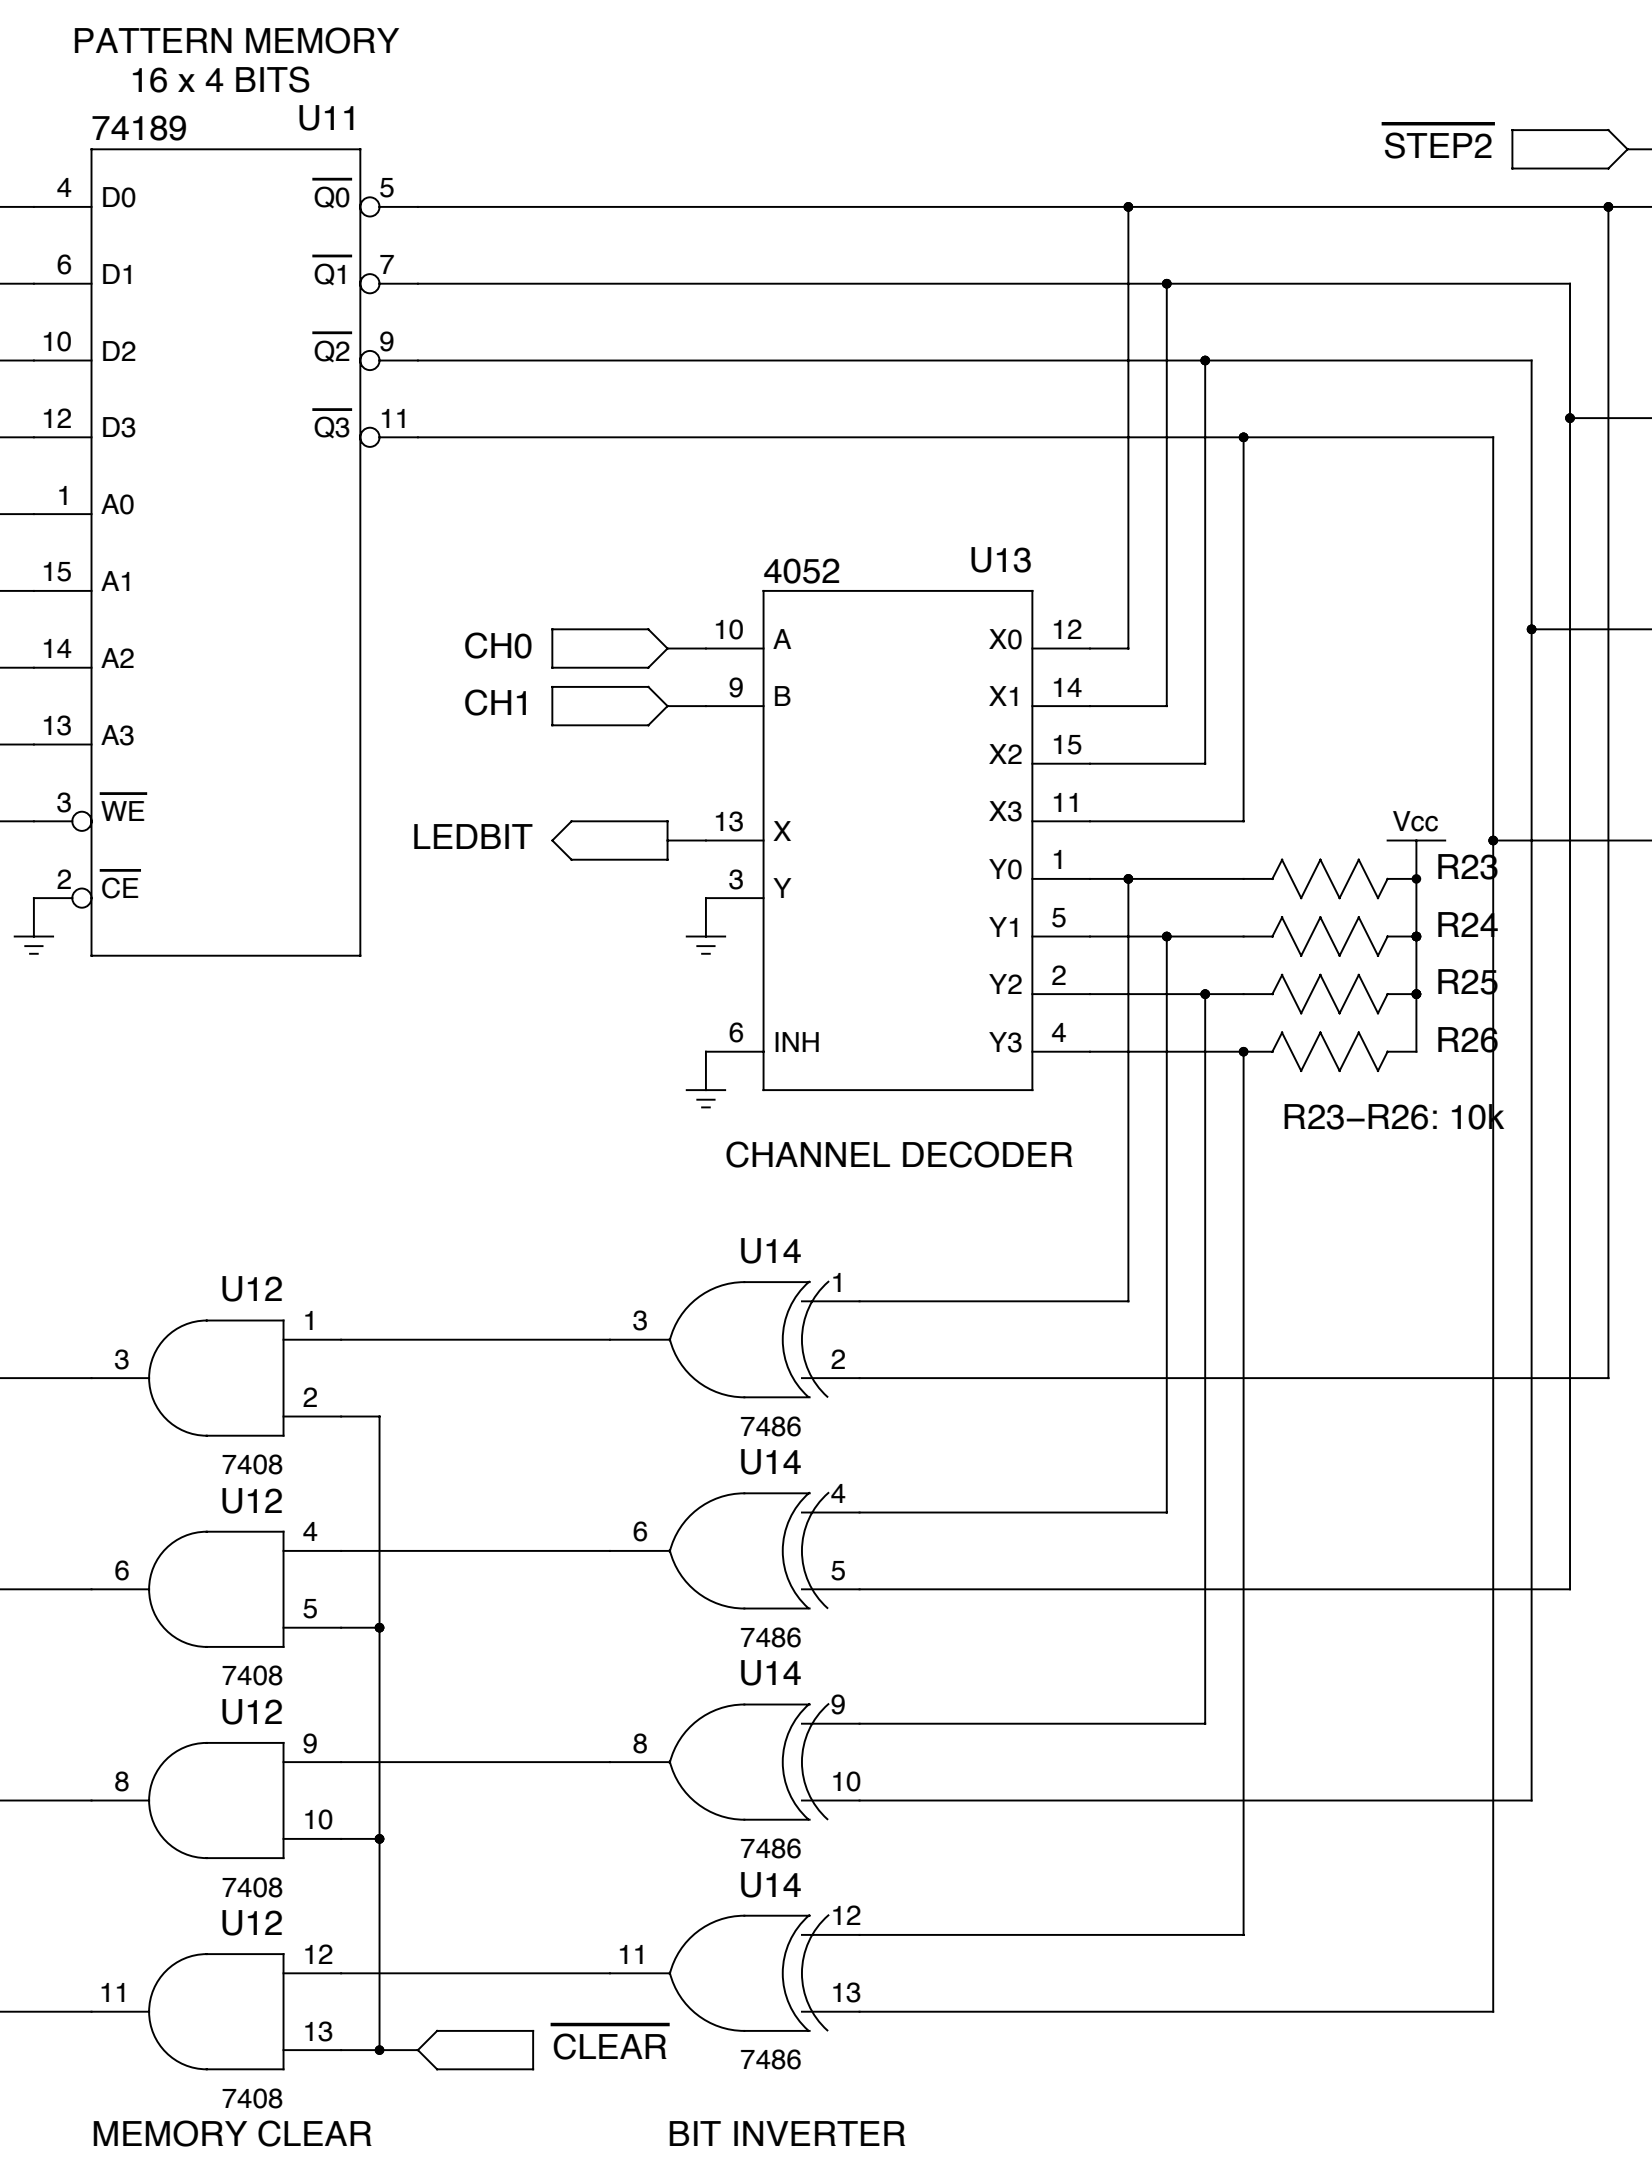 PATTERN MEMORY
16 x 4 BITS
74189 U11
STEP2
4 D0 Q0 5
6 D1 Q1 7
10 D2 Q2 9
12 D3 Q3 11
1 A0
15 A1
14 A2
13 A3
3 WE
2 CE
4052 U13
CH0 10 A X0 12
CH1 9 B X1 14
X2 15
X3 11
LEDBIT 13 X
3 Y
Y0 1
Y1 5
Y2 2
6 INH Y3 4
Vcc
R23
R24
R25
R26
R23–R26: 10k
CHANNEL DECODER
U14
1
2
3
7486
U12
1
2
3
7408
U14
4
5
6
7486
U12
4
5
6
7408
U14
9
10
8
7486
U12
9
10
8
7408
U14
12
13
11
7486
U12
12
13
11
7408
CLEAR
MEMORY CLEAR
BIT INVERTER